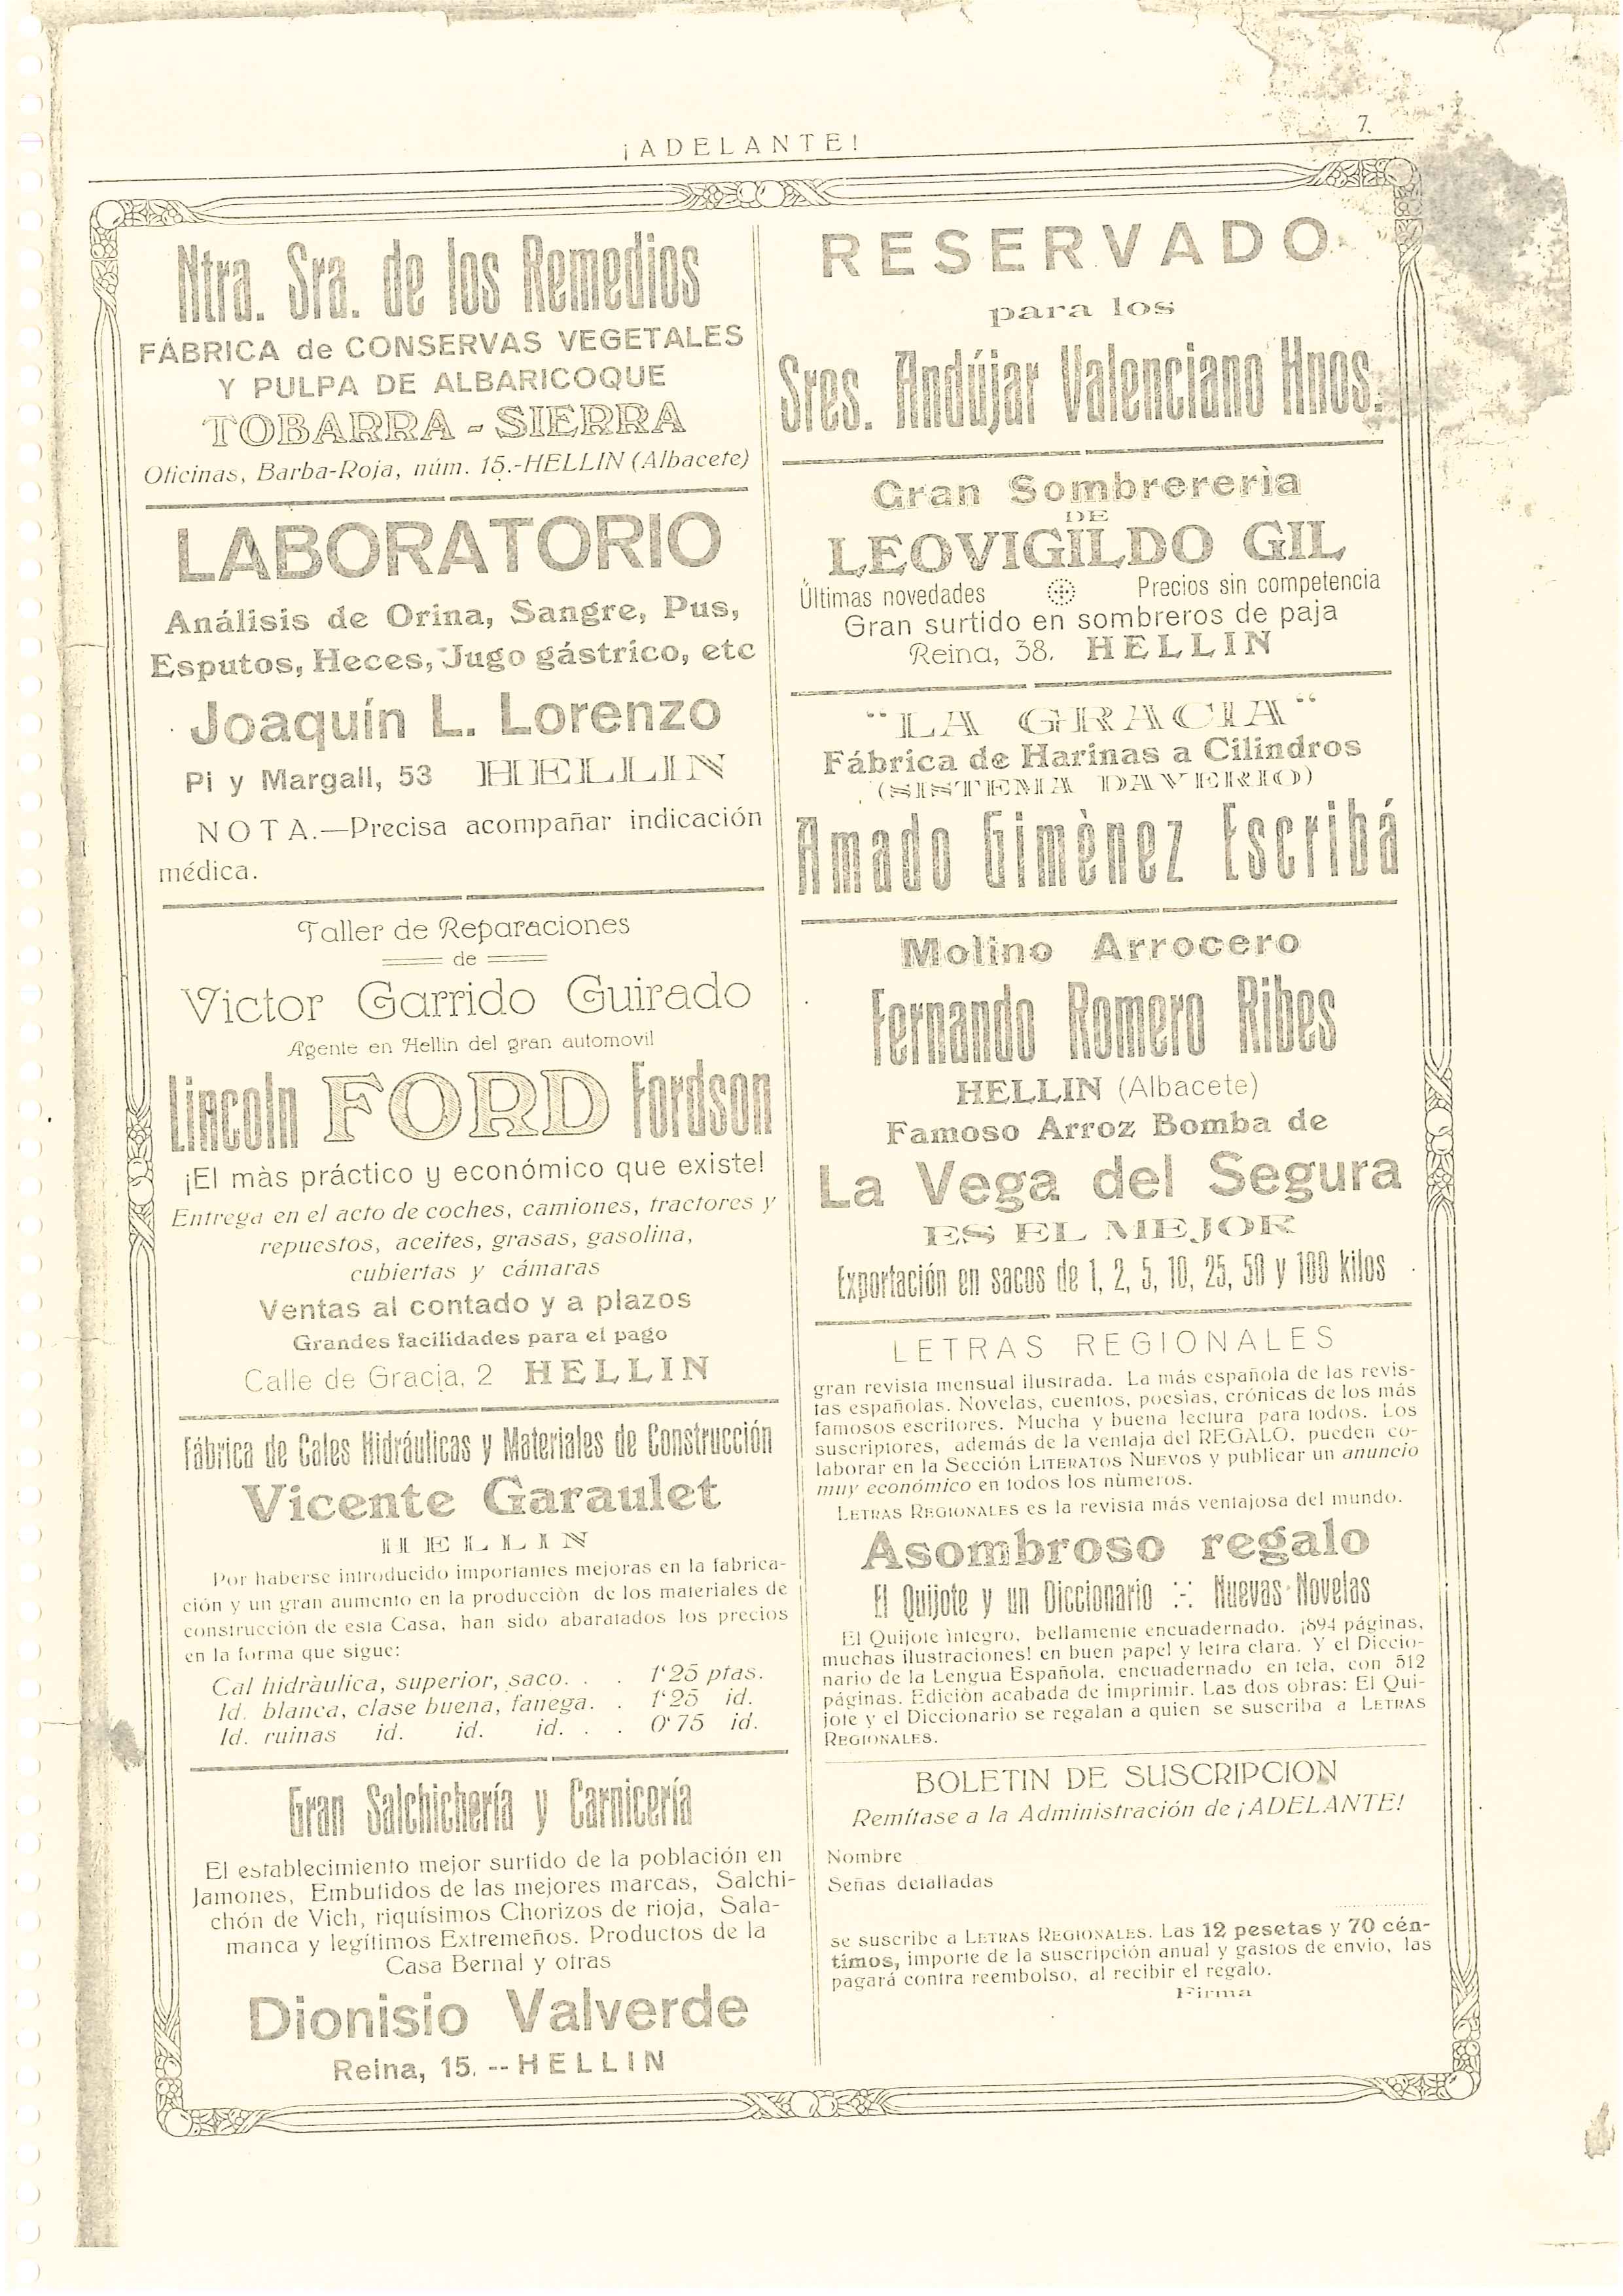 ¡ADELANTE!
7.
Ntra. Sra. de los Remedios
FÁBRICA de CONSERVAS VEGETALES
Y PULPA DE ALBARICOQUE
TOBARRA - SIERRA
Oficinas, Barba-Roja, núm. 15.-HELLIN (Albacete)
LABORATORIO
Análisis de Orina, Sangre, Pus,
Esputos, Heces, Jugo gástrico, etc
Joaquín L. Lorenzo
Pi y Margall, 53 HELLIN
NOTA.—Precisa acompañar indicación
médica.
Taller de Reparaciones
de
Victor Garrido Guirado
Agente en Hellin del gran automovil
Lincoln FORD Fordson
¡El màs práctico y económico que existe!
Entrega en el acto de coches, camiones, tractores y
repuestos, aceites, grasas, gasolina,
cubiertas y cámaras
Ventas al contado y a plazos
Grandes facilidades para el pago
Calle de Gracia, 2 HELLIN
Fábrica de Cales Hidráulicas y Materiales de Construcción
Vicente Garaulet
HELLIN
Por haberse introducido importantes mejoras en la fabrica-
ción y un gran aumento en la producciòn de los materiales de
construcción de esta Casa, han sido abaratados los precios
en la forma que sigue:
Cal hidràulica, superior, saco. . . 1'25 ptas.
Id. blanca, clase buena, fanega. . 1'25 id.
Id. ruinas id. id. id. . . 0'75 id.
Gran Salchichería y Carnicería
El establecimiento mejor surtido de la población en
Jamones, Embutidos de las mejores marcas, Salchi-
chón de Vich, riquísimos Chorizos de rioja, Sala-
manca y legítimos Extremeños. Productos de la
Casa Bernal y otras
Dionisio Valverde
Reina, 15. -- HELLIN
RESERVADO
para los
Sres. Andújar Valenciano Hnos.
Gran Sombrereria
DE
LEOVIGILDO GIL
Últimas novedades Precios sin competencia
Gran surtido en sombreros de paja
Reina, 38. HELLIN
"LA GRACIA"
Fábrica de Harinas a Cilindros
(SISTEMA DAVERIO)
Amado Gimènez Escribá
Molino Arrocero
Fernando Romero Ribes
HELLIN (Albacete)
Famoso Arroz Bomba de
La Vega del Segura
ES EL MEJOR
Exportación en sacos de 1, 2, 5, 10, 25, 50 y 100 kilos
LETRAS REGIONALES
gran revista mensual ilustrada. La más española de las revis-
tas españolas. Novelas, cuentos, poesias, crónicas de los más
famosos escritores. Mucha y buena lectura para todos. Los
suscriptores, además de la ventaja del REGALO, pueden co-
laborar en la Sección LITERATOS NUEVOS y publicar un anuncio
muy económico en todos los nùmeros.
LETRAS REGIONALES es la revista más ventajosa del mundo.
Asombroso regalo
El Quijote y un Diccionario :-: Nuevas Novelas
El Quijote ìntegro, bellamente encuadernado. ¡894 páginas,
muchas ilustraciones! en buen papel y letra clara. Y el Diccio-
nario de la Lengua Española, encuadernado en tela, con 512
páginas. Edición acabada de imprimir. Las dos obras: El Qui-
jote y el Diccionario se regalan a quien se suscriba a LETRAS
REGIONALES.
BOLETIN DE SUSCRIPCION
Remítase a la Administración de ¡ADELANTE!
Nombre
Señas detalladas
se suscribe a LETRAS REGIONALES. Las 12 pesetas y 70 cén-
timos, importe de la suscripción anual y gastos de envio, las
pagará contra reembolso, al recibir el regalo.
Firma